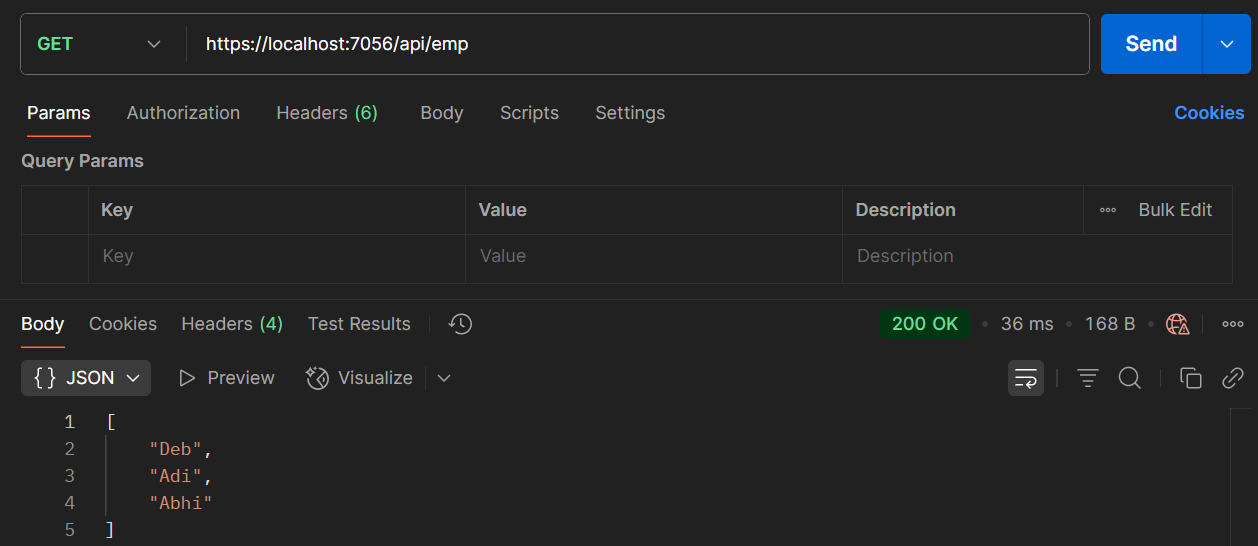 GET https://localhost:7056/api/emp Send
Params Authorization Headers (6) Body Scripts Settings Cookies
Query Params
Key Value Description Bulk Edit
Key Value Description
Body Cookies Headers (4) Test Results 200 OK • 36 ms • 168 B •
{} JSON Preview Visualize
1 [
2 "Deb",
3 "Adi",
4 "Abhi"
5 ]